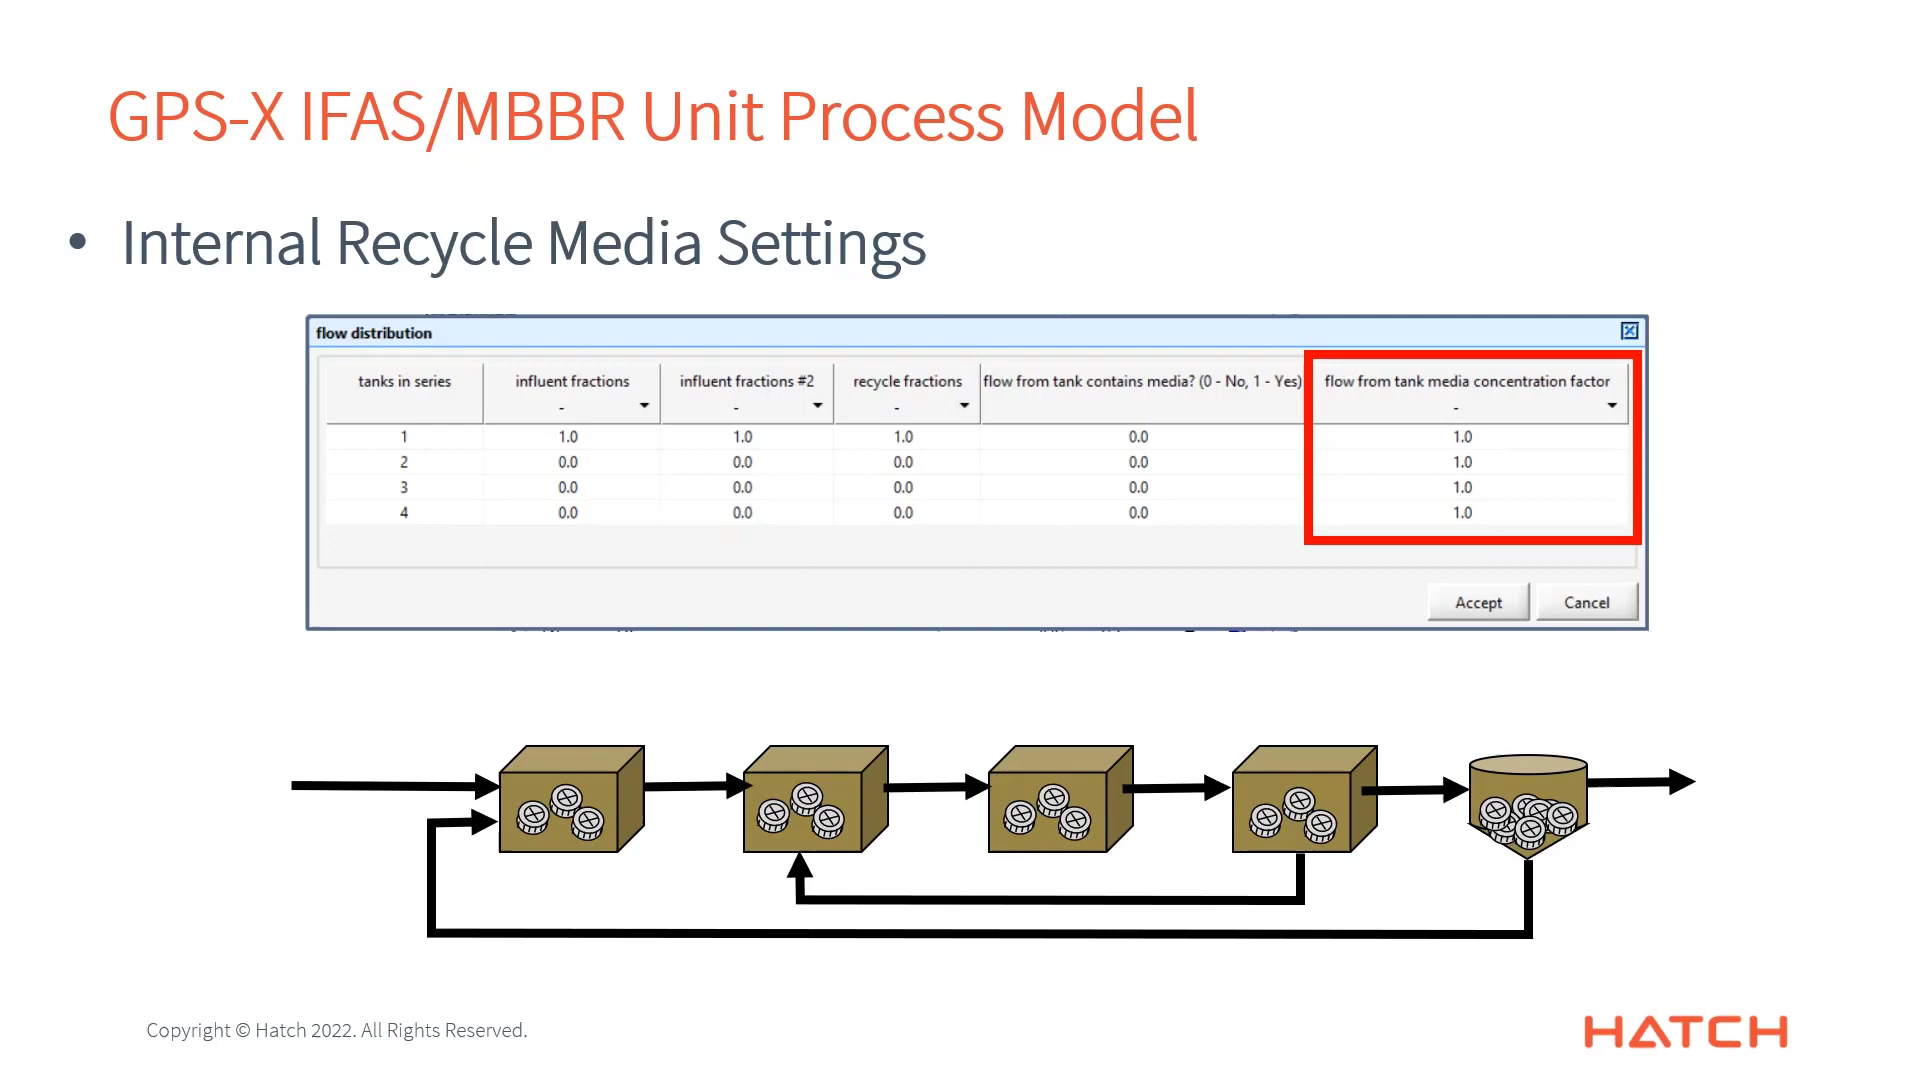 GPS-X IFAS/MBBR Unit Process Model
• Internal Recycle Media Settings
flow distribution
tanks in series influent fractions influent fractions #2 recycle fractions flow from tank contains media? (0 - No, 1 - Yes) flow from tank media concentration factor
- - - -
1 1.0 1.0 1.0 0.0 1.0
2 0.0 0.0 0.0 0.0 1.0
3 0.0 0.0 0.0 0.0 1.0
4 0.0 0.0 0.0 0.0 1.0
Accept Cancel
Copyright © Hatch 2022. All Rights Reserved.
HATCH